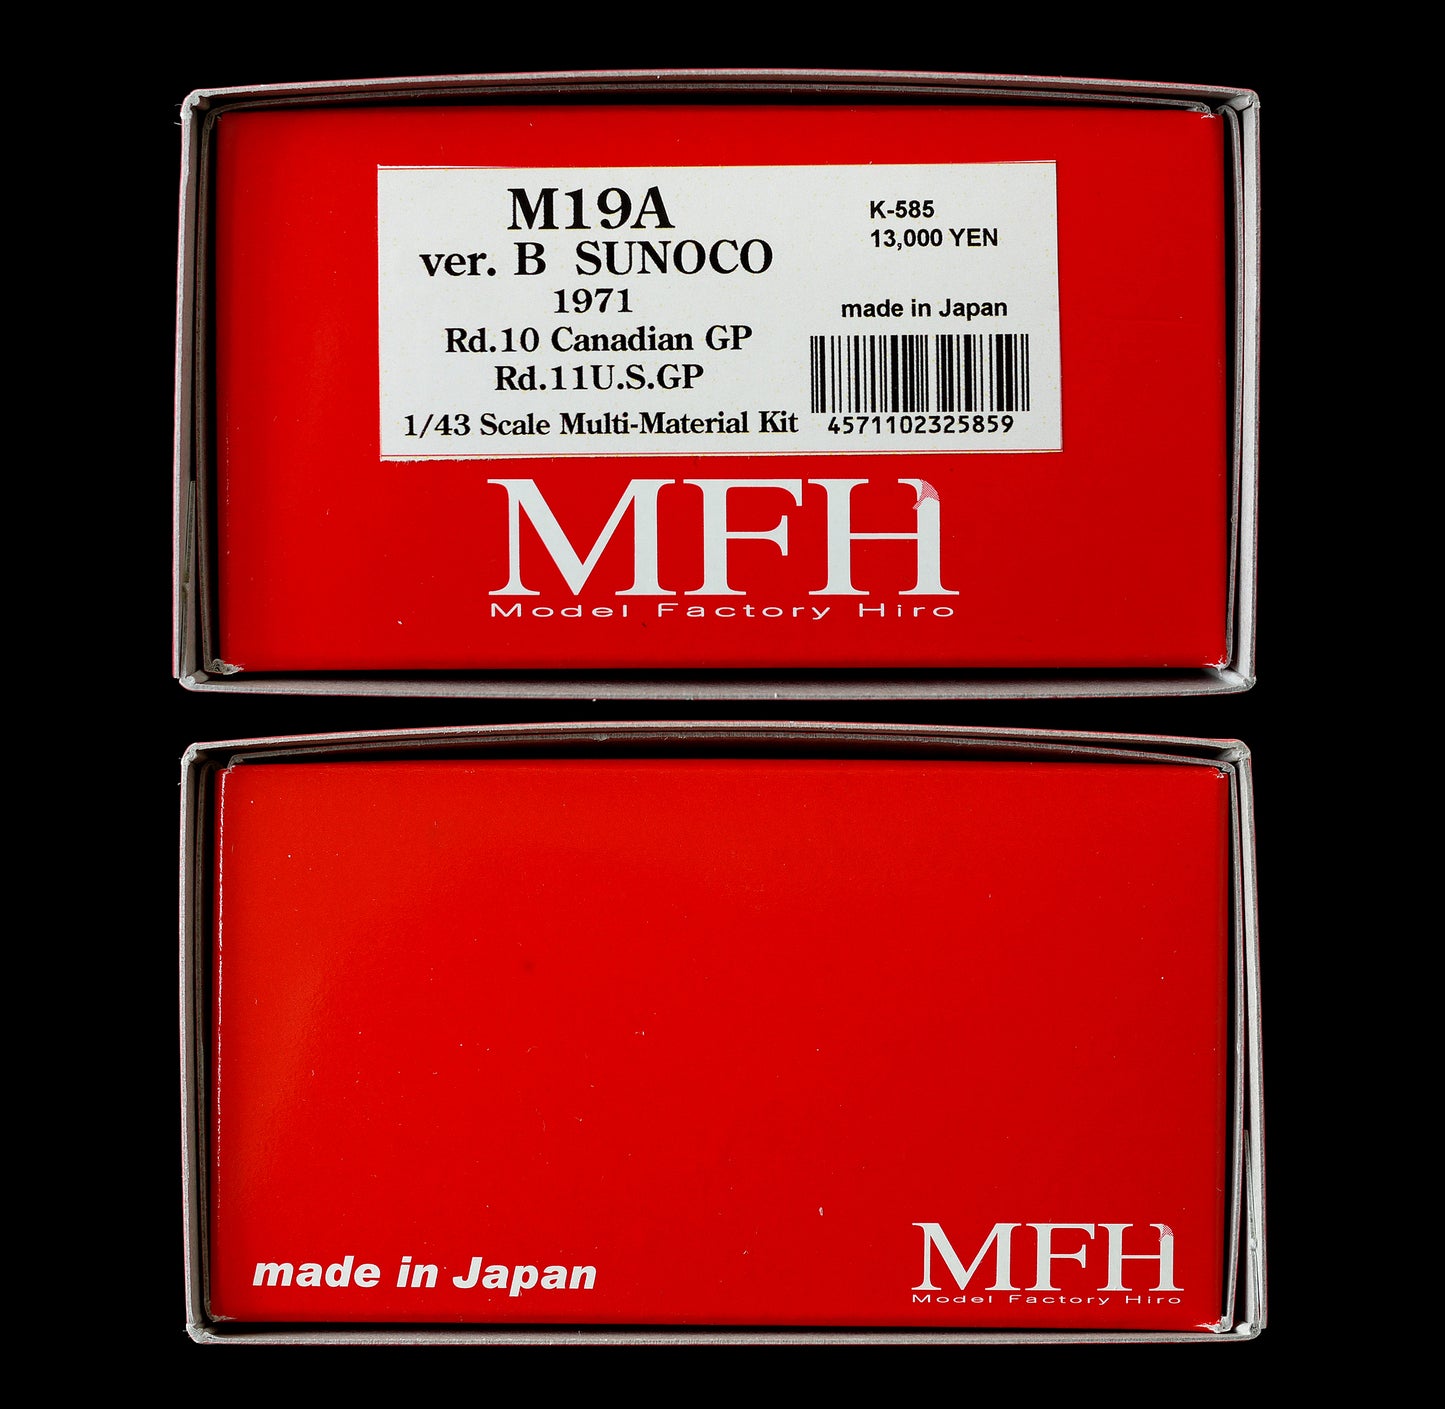 M19A
ver. B SUNOCO
1971
Rd.10 Canadian GP
Rd.11U.S.GP
1/43 Scale Multi-Material Kit
K-585
13,000 YEN
made in Japan
4571102325859
MFH
Model Factory Hiro
made in Japan
MFH
Model Factory Hiro